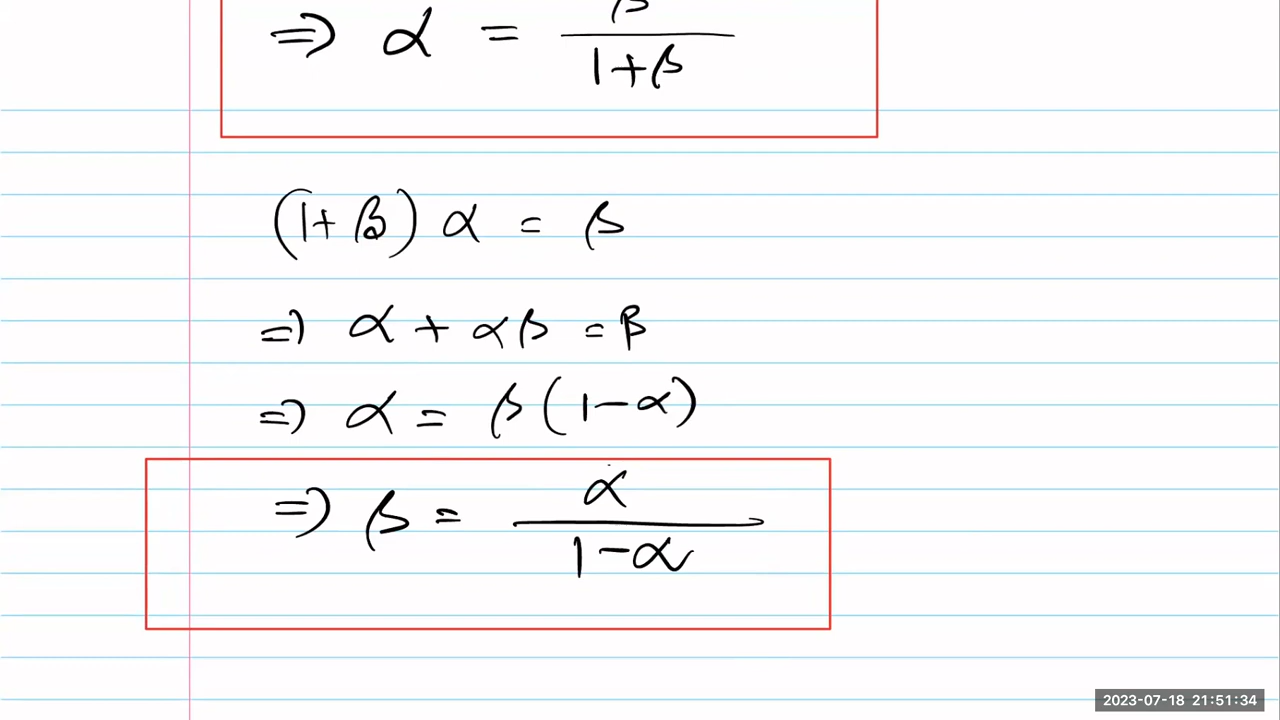 ⇒ α = β / 1+β
(1+β) α = β
⇒ α + αβ = β
⇒ α = β(1-α)
⇒ β = α / 1-α
2023-07-18 21:51:34